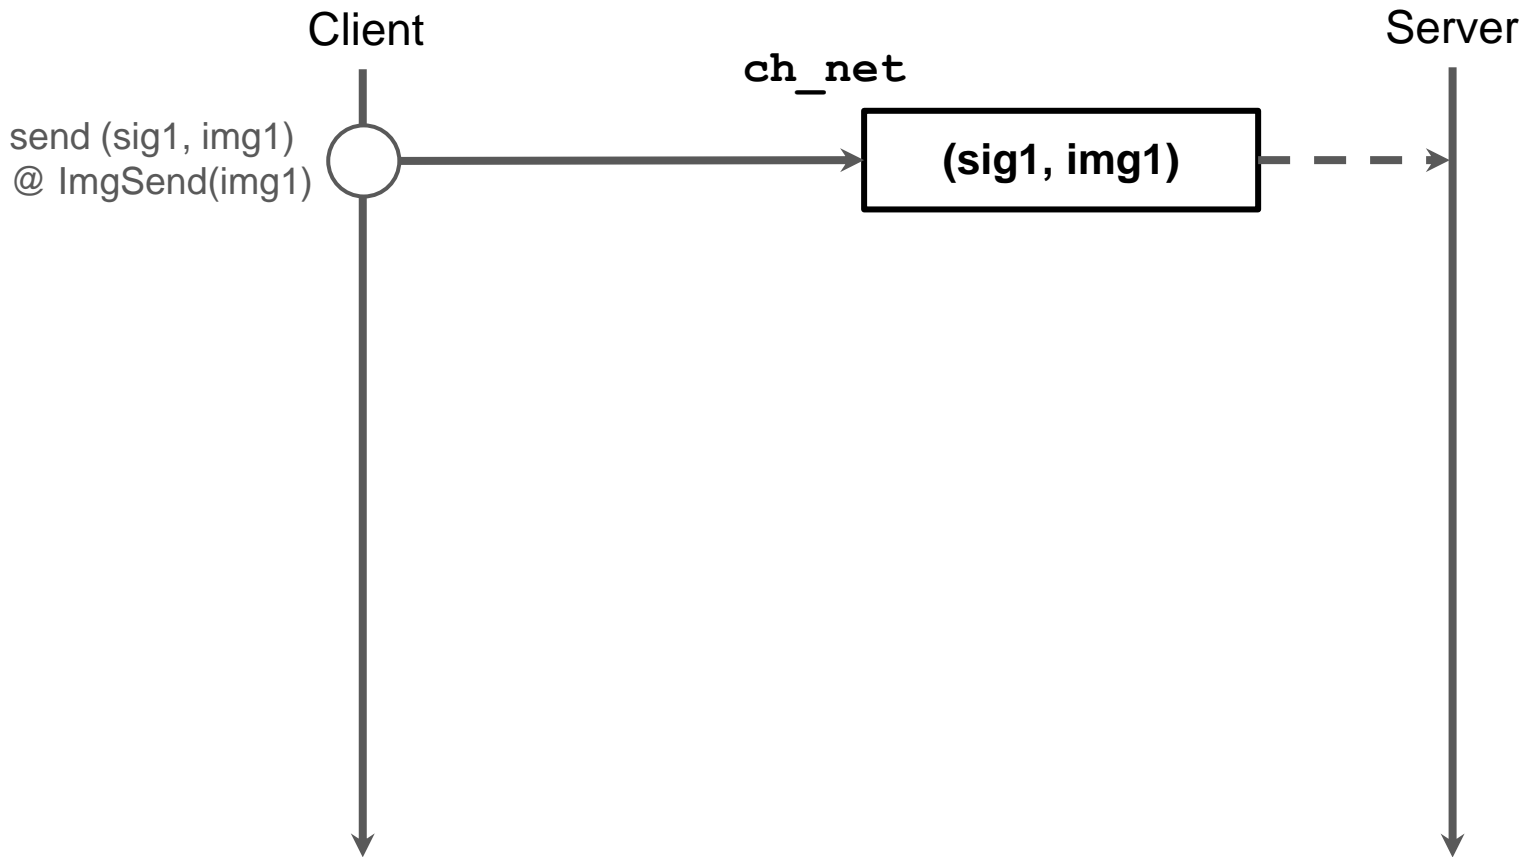 Client
Server
ch_net
send (sig1, img1)
@ ImgSend(img1)
(sig1, img1)